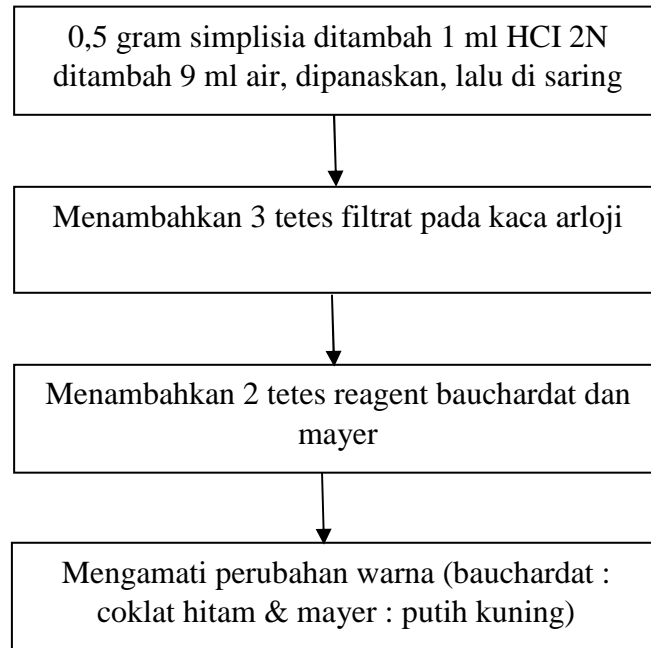 0,5 gram simplisia ditambah 1 ml HCI 2N
ditambah 9 ml air, dipanaskan, lalu di saring
Menambahkan 3 tetes filtrat pada kaca arloji
Menambahkan 2 tetes reagent bauchardat dan
mayer
Mengamati perubahan warna (bauchardat :
coklat hitam & mayer : putih kuning)